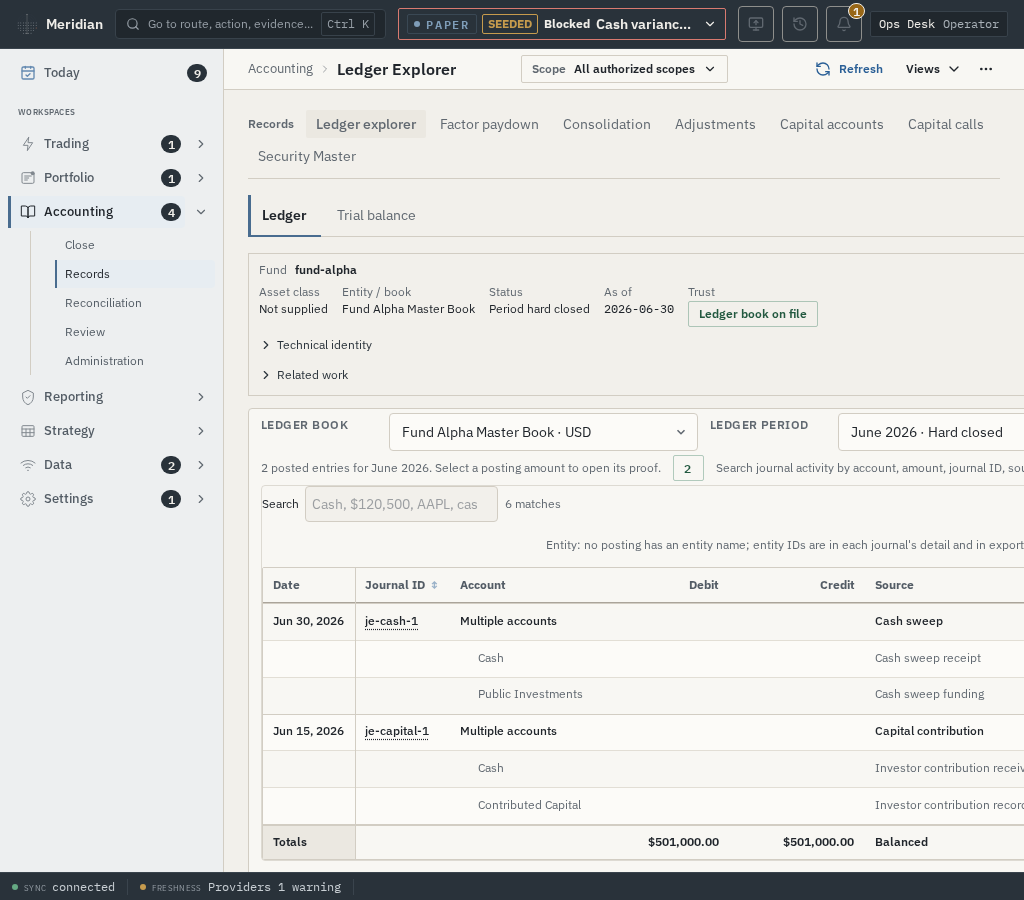 Meridian
Go to route, action, evidence... Ctrl K
PAPER SEEDED Blocked Cash varianc...
1
Ops Desk Operator
Today 9
WORKSPACES
Trading 1
Portfolio 1
Accounting 4
Close
Records
Reconciliation
Review
Administration
Reporting
Strategy
Data 2
Settings 1
Accounting > Ledger Explorer
Scope All authorized scopes
Refresh
Views
...
Records Ledger explorer Factor paydown Consolidation Adjustments Capital accounts Capital calls
Security Master
Ledger Trial balance
Fund fund-alpha
Asset class Entity / book Status As of Trust
Not supplied Fund Alpha Master Book Period hard closed 2026-06-30 Ledger book on file
Technical identity
Related work
LEDGER BOOK Fund Alpha Master Book · USD LEDGER PERIOD June 2026 · Hard closed
2 posted entries for June 2026. Select a posting amount to open its proof. 2 Search journal activity by account, amount, journal ID, sou
Search Cash, $120,500, AAPL, cas 6 matches
Entity: no posting has an entity name; entity IDs are in each journal's detail and in export
Date Journal ID Account Debit Credit Source
Jun 30, 2026 je-cash-1 Multiple accounts Cash sweep
Cash Cash sweep receipt
Public Investments Cash sweep funding
Jun 15, 2026 je-capital-1 Multiple accounts Capital contribution
Cash Investor contribution receiv
Contributed Capital Investor contribution record
Totals $501,000.00 $501,000.00 Balanced
SYNC connected FRESHNESS Providers 1 warning